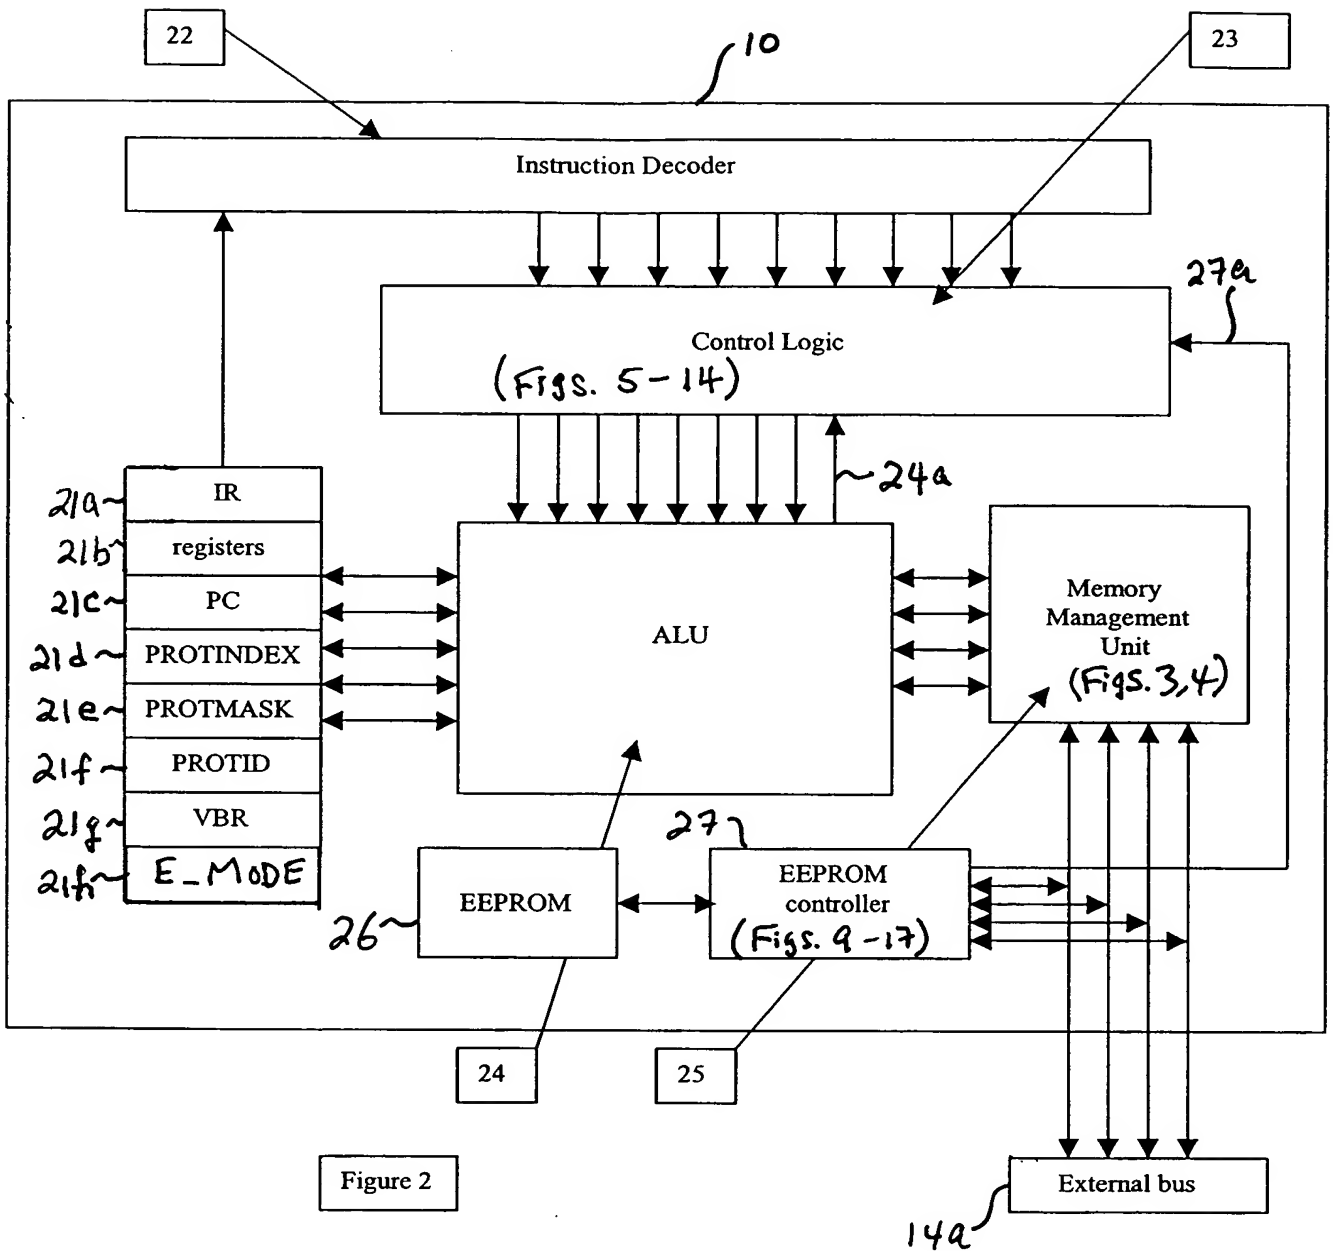 22
10
23
Instruction Decoder
27a
Control Logic
(Figs. 5-14)
24a
21a
IR
21b
registers
21c
PC
21d
PROTINDEX
21e
PROTMASK
21f
PROTID
21g
VBR
21h
E_MODE
ALU
Memory
Management
Unit
(Figs. 3,4)
26
EEPROM
27
EEPROM
controller
(Figs. 9-17)
24
25
Figure 2
External bus
14a